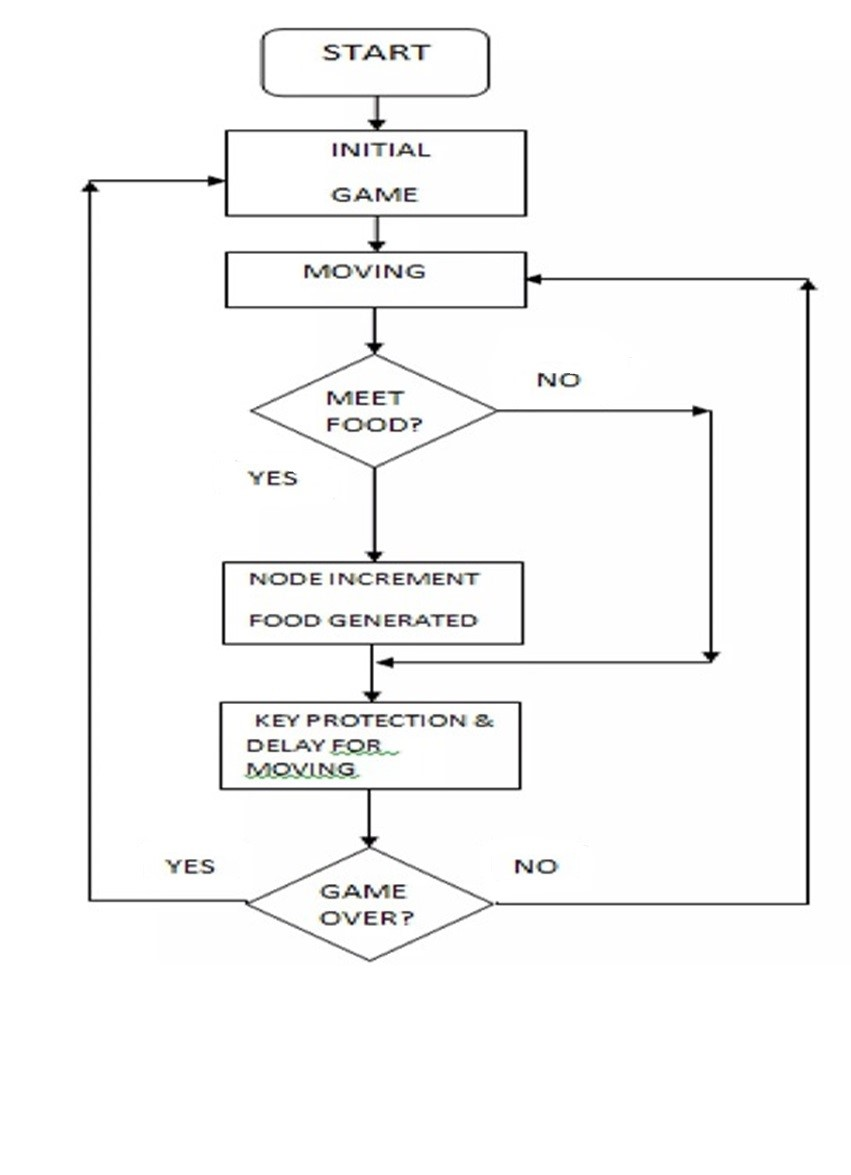 START
INITIAL
GAME
MOVING
NO
MEET
FOOD?
YES
NODE INCREMENT
FOOD GENERATED
KEY PROTECTION &
DELAY FOR
MOVING
YES
NO
GAME
OVER?